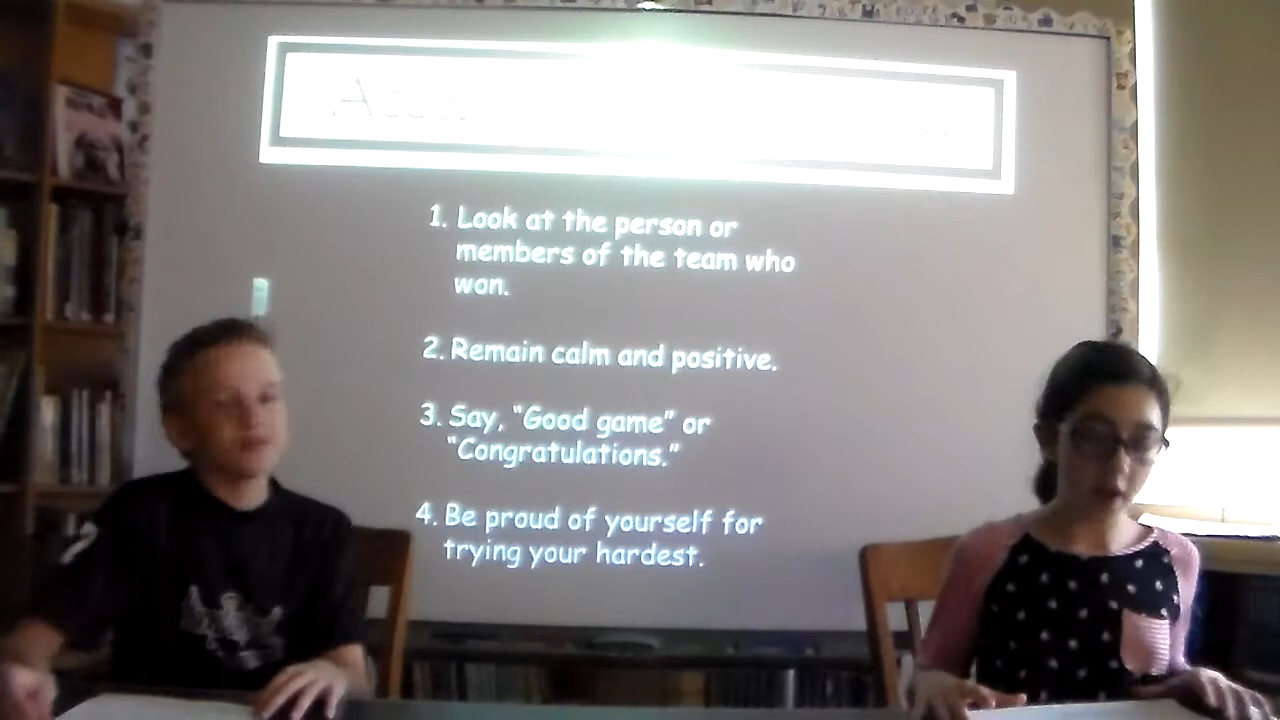 1. Look at the person or
members of the team who
won.
2. Remain calm and positive.
3. Say, “Good game” or
“Congratulations.”
4. Be proud of yourself for
trying your hardest.